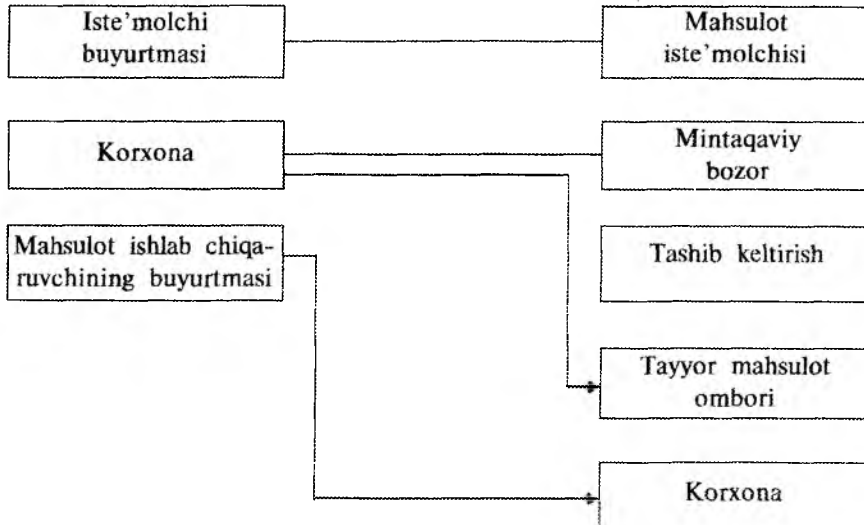 Iste'molchi
buyurtmasi
Mahsulot
iste'molchisi
Korxona
Mintaqaviy
bozor
Mahsulot ishlab chiqa-
ruvchining buyurtmasi
Tashib keltirish
Tayyor mahsulot
ombori
Korxona